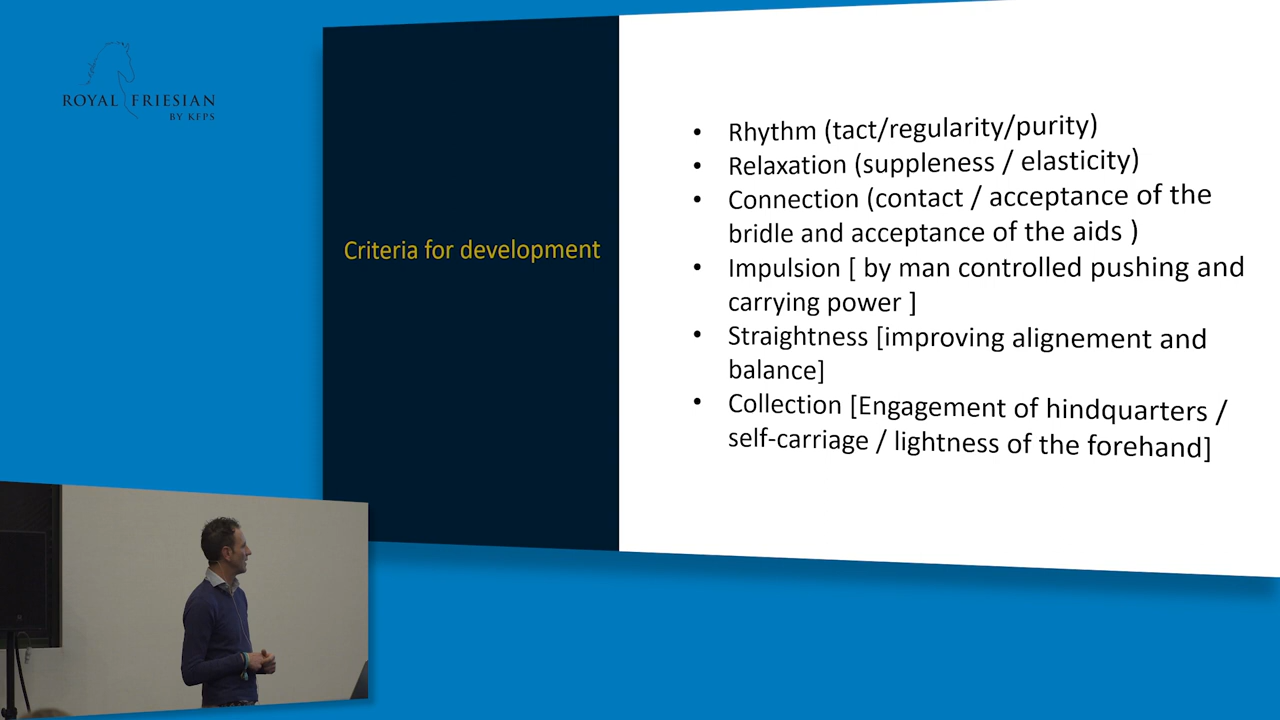 ROYAL FRIESIAN
BY KFPS
Criteria for development
• Rhythm (tact/regularity/purity)
• Relaxation (suppleness / elasticity)
• Connection (contact / acceptance of the
bridle and acceptance of the aids )
• Impulsion [ by man controlled pushing and
carrying power ]
• Straightness [improving alignement and
balance]
• Collection [Engagement of hindquarters /
self-carriage / lightness of the forehand]